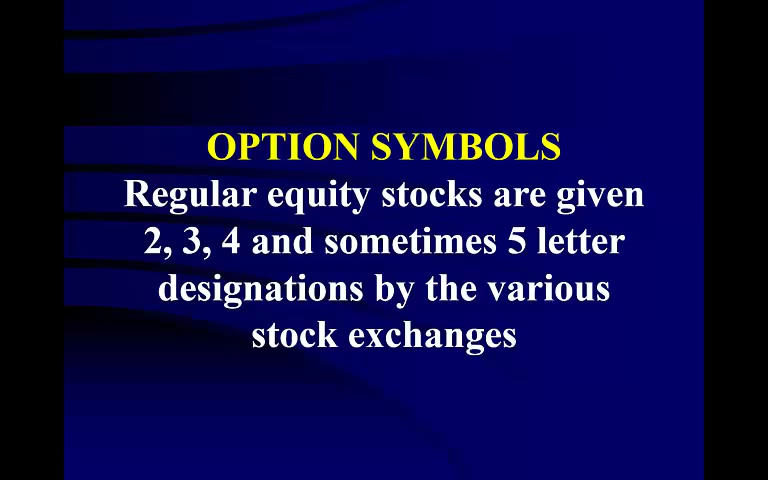 OPTION SYMBOLS
Regular equity stocks are given
2, 3, 4 and sometimes 5 letter
designations by the various
stock exchanges